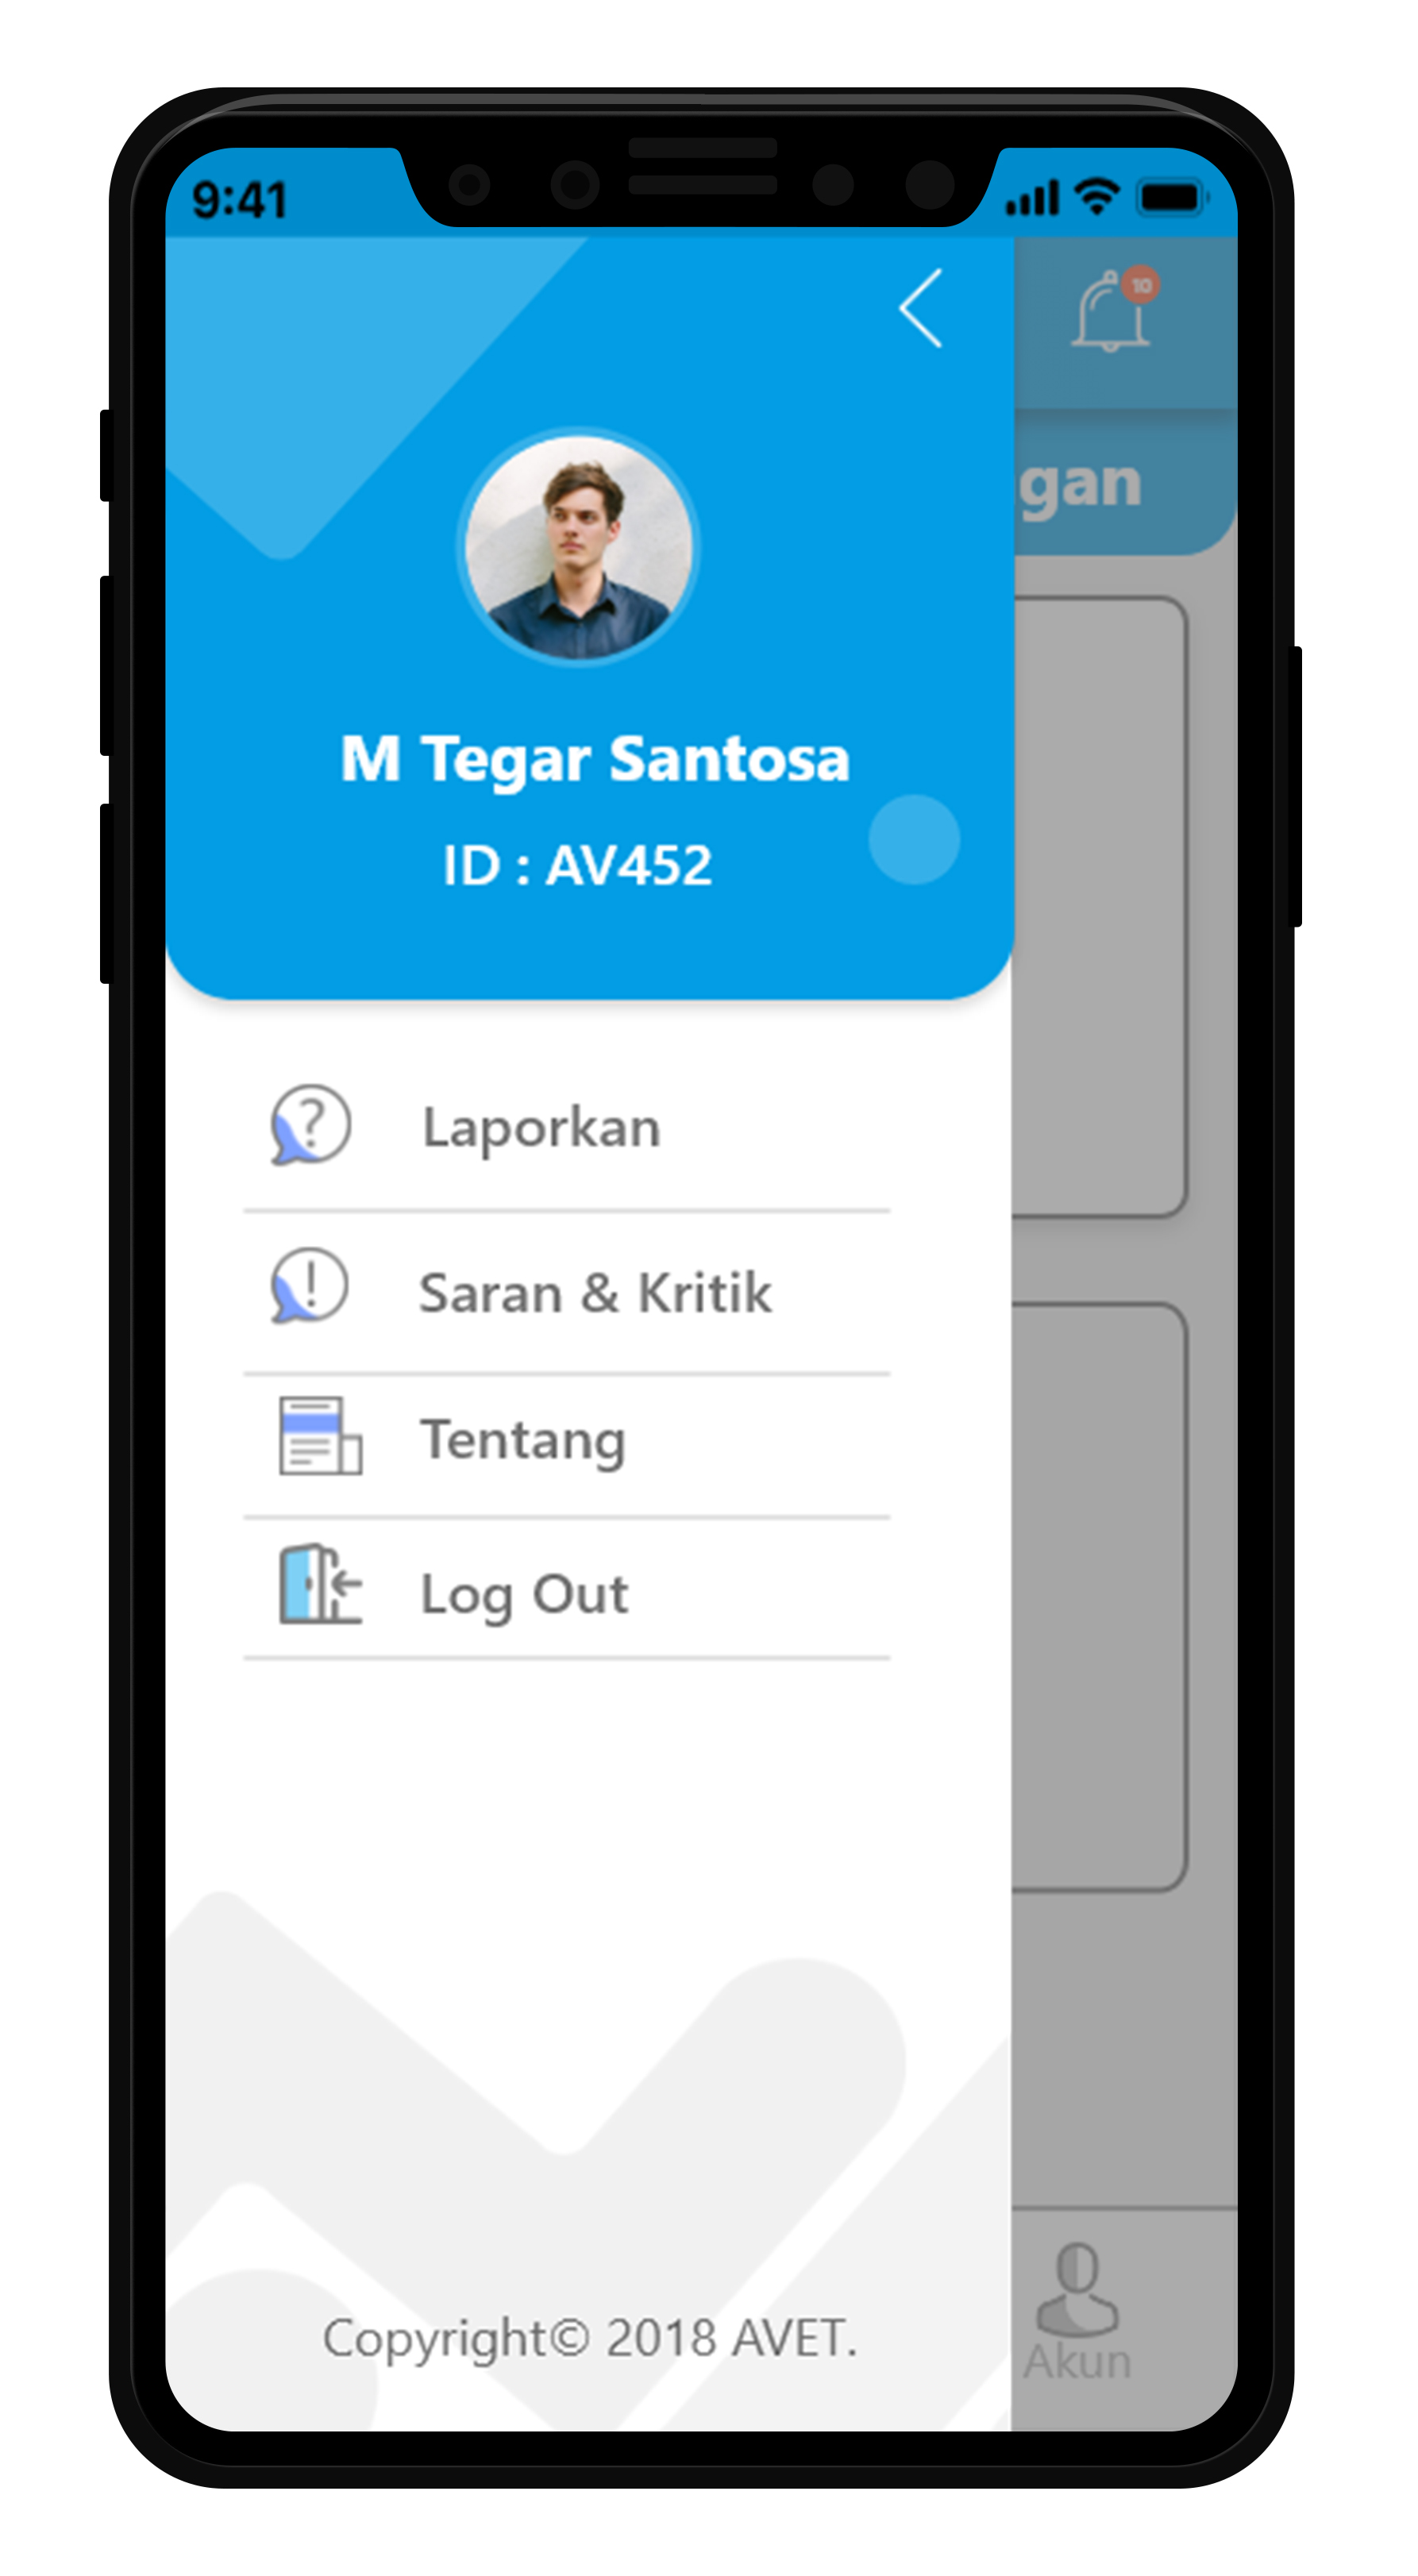 9:41
10
gan
M Tegar Santosa
ID : AV452
Laporkan
Saran & Kritik
Tentang
Log Out
Copyright© 2018 AVET.
Akun